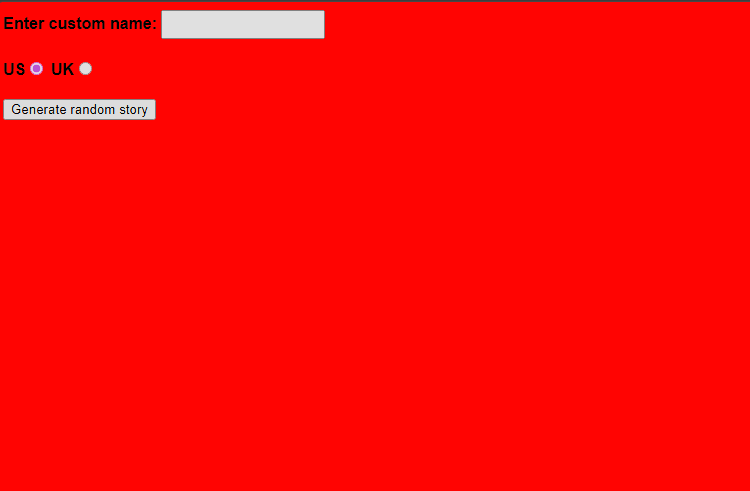 Enter custom name:
US UK
Generate random story